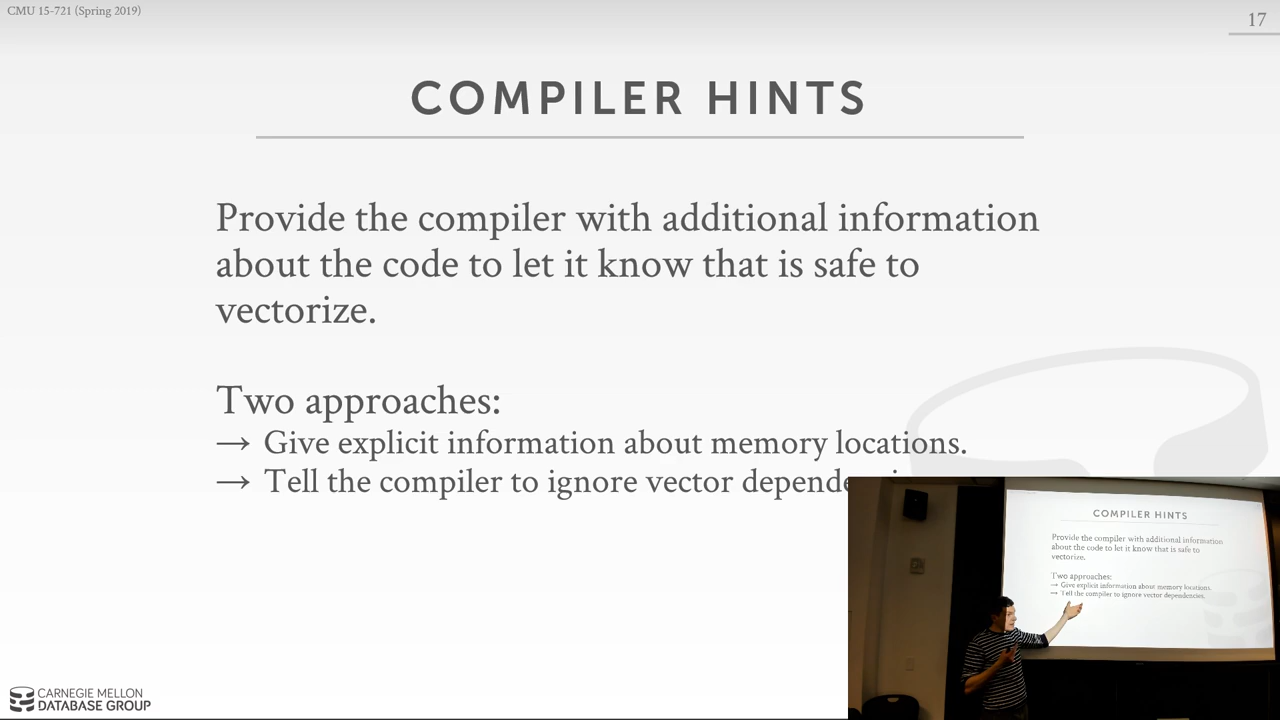 CMU 15-721 (Spring 2019)
17
COMPILER HINTS
Provide the compiler with additional information
about the code to let it know that is safe to
vectorize.
Two approaches:
→ Give explicit information about memory locations.
→ Tell the compiler to ignore vector depende
COMPILER HINTS
Provide the compiler with additional information
about the code to let it know that is safe to
vectorize.
Two approaches:
→ Give explicit information about memory locations.
→ Tell the compiler to ignore vector dependencies.
CARNEGIE MELLON
DATABASE GROUP